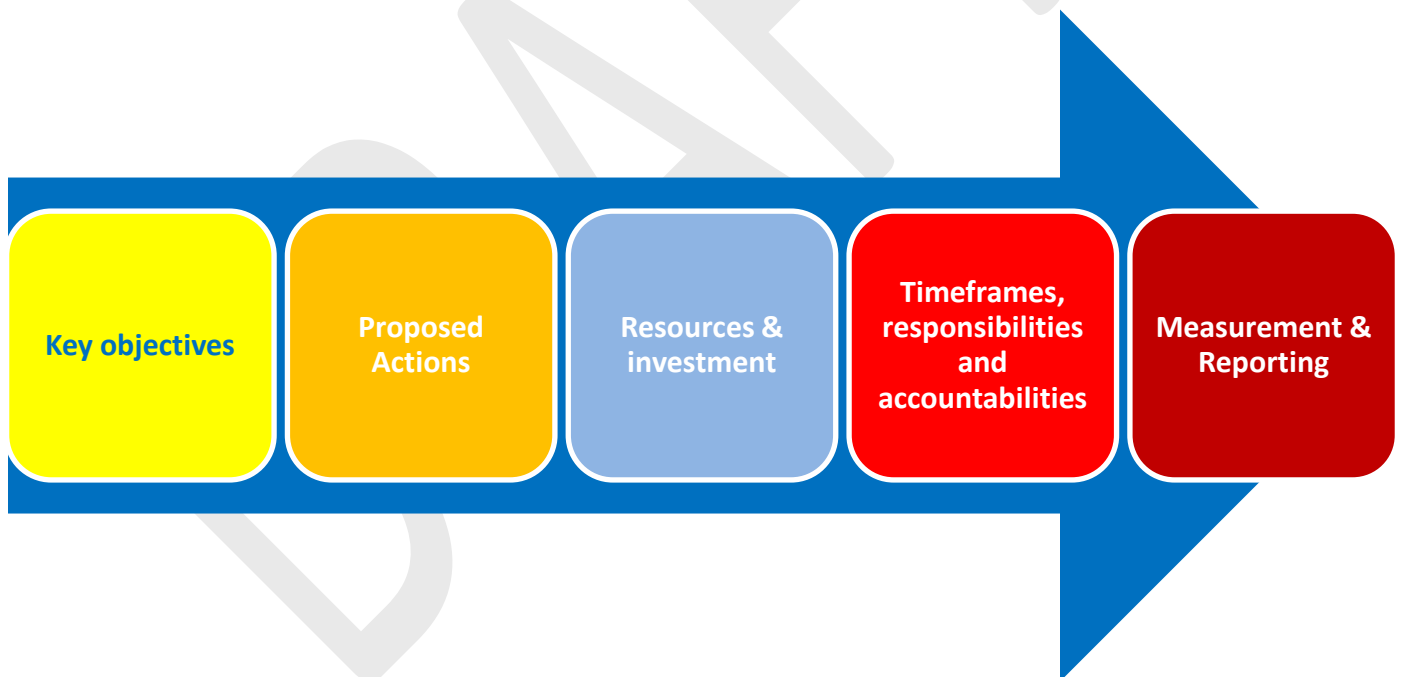 Key objectives
Proposed
Actions
Resources &
investment
Timeframes,
responsibilities
and
accountabilities
Measurement &
Reporting